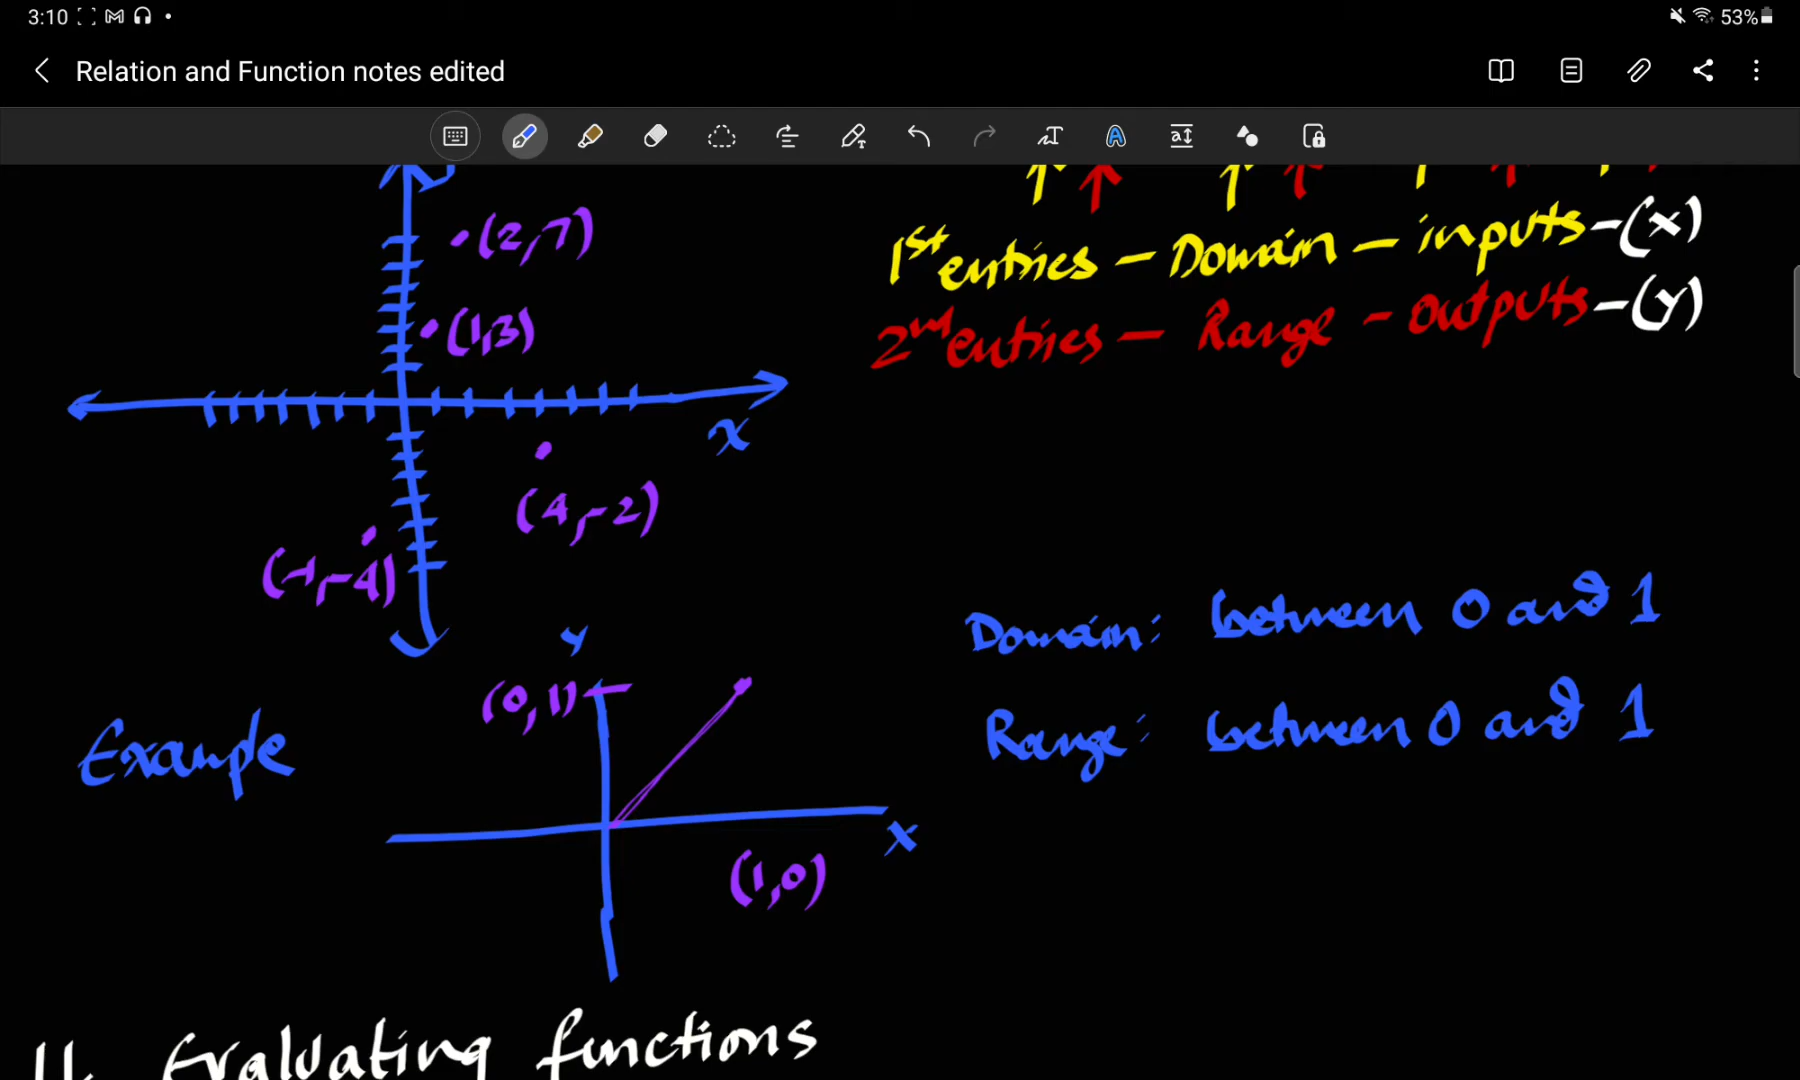 3:10
53%
Relation and Function notes edited
(2,7)
1st entries - Domain - inputs - (x)
(1,3)
2nd entries - Range - outputs - (y)
x
(4,-2)
(-1,-4)
Domain: between 0 and 1
y
(0,1)
Range: between 0 and 1
Example
x
(1,0)
Evaluating functions